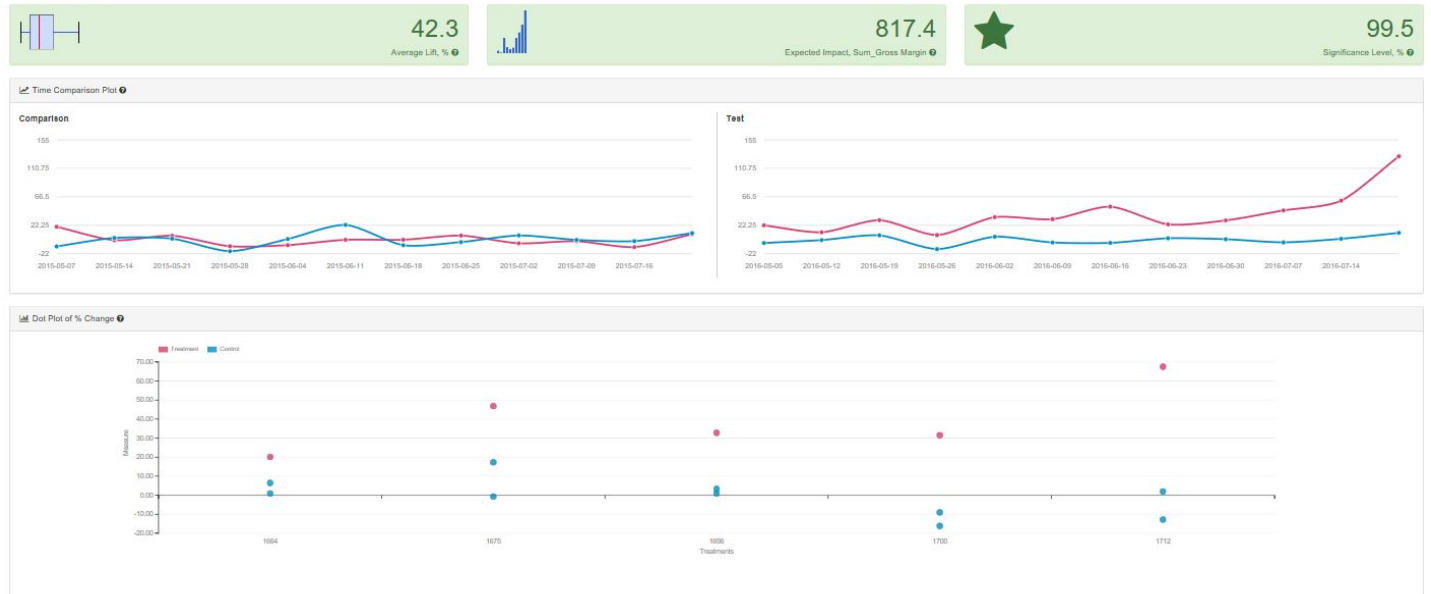 42.3
Average Lift, %
817.4
Expected Impact, Sum_Gross Margin
99.5
Significance Level, %
Time Comparison Plot
Comparison
155
110.75
66.5
22.25
-22
2015-05-07 2015-05-14 2015-05-21 2015-05-28 2015-06-04 2015-06-11 2015-06-18 2015-06-25 2015-07-02 2015-07-09 2015-07-16
Test
155
110.75
66.5
22.25
-22
2016-05-05 2016-05-12 2016-05-19 2016-05-26 2016-06-02 2016-06-09 2016-06-16 2016-06-23 2016-06-30 2016-07-07 2016-07-14
Dot Plot of % Change
Treatment Control
70.00
60.00
50.00
40.00
30.00
20.00
10.00
0.00
-10.00
-20.00
Measure
1664 1675 1696 1700 1712
Treatments